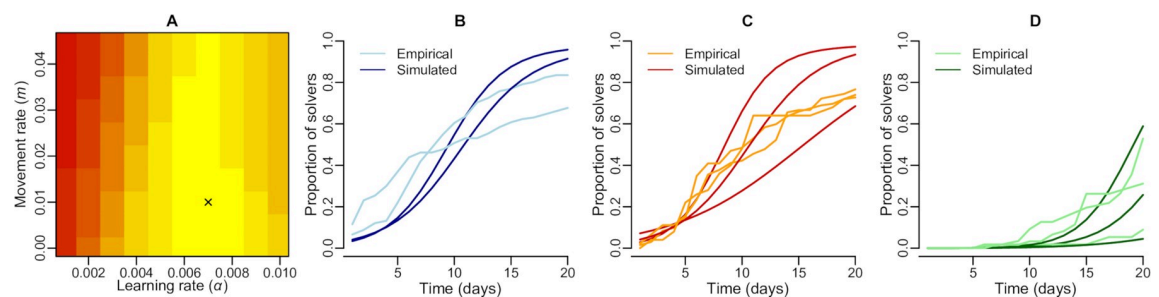 A
Movement rate (m)
0.04
0.03
0.02
0.01
0.00
0.002 0.004 0.006 0.008 0.010
Learning rate (α)
B
Proportion of solvers
1.0
0.8
0.6
0.4
0.2
0.0
Empirical
Simulated
5 10 15 20
Time (days)
C
Proportion of solvers
1.0
0.8
0.6
0.4
0.2
0.0
Empirical
Simulated
5 10 15 20
Time (days)
D
Proportion of solvers
1.0
0.8
0.6
0.4
0.2
0.0
Empirical
Simulated
5 10 15 20
Time (days)